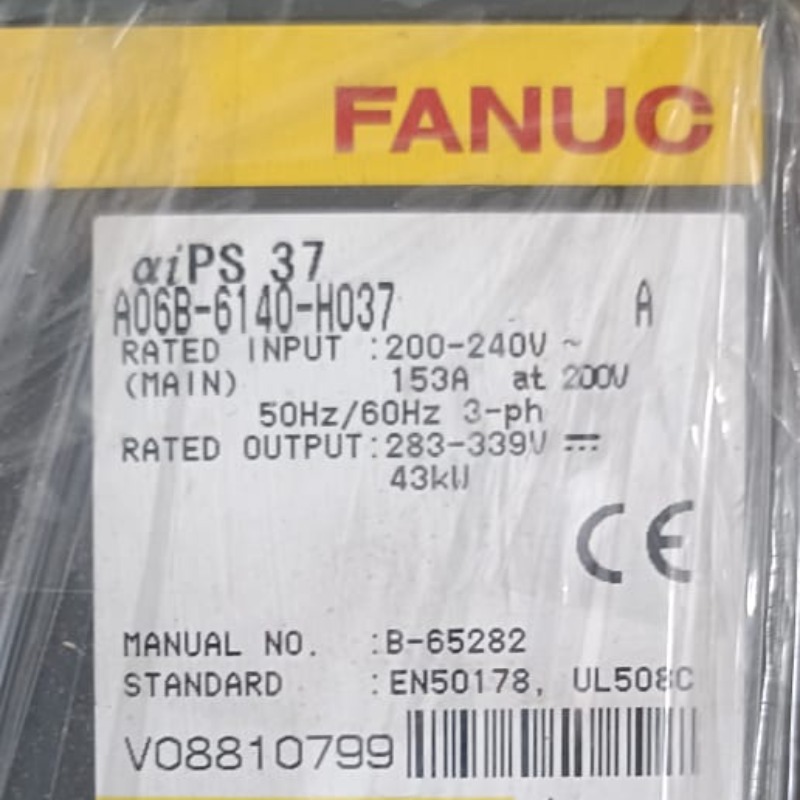 FANUC
αiPS 37
A06B-6140-H037 A
RATED INPUT :200-240V ~
(MAIN) 153A at 200V
50Hz/60Hz 3-ph
RATED OUTPUT:283-339V ⎓
43kW
CE
MANUAL NO. :B-65282
STANDARD :EN50178, UL508C
V08810799